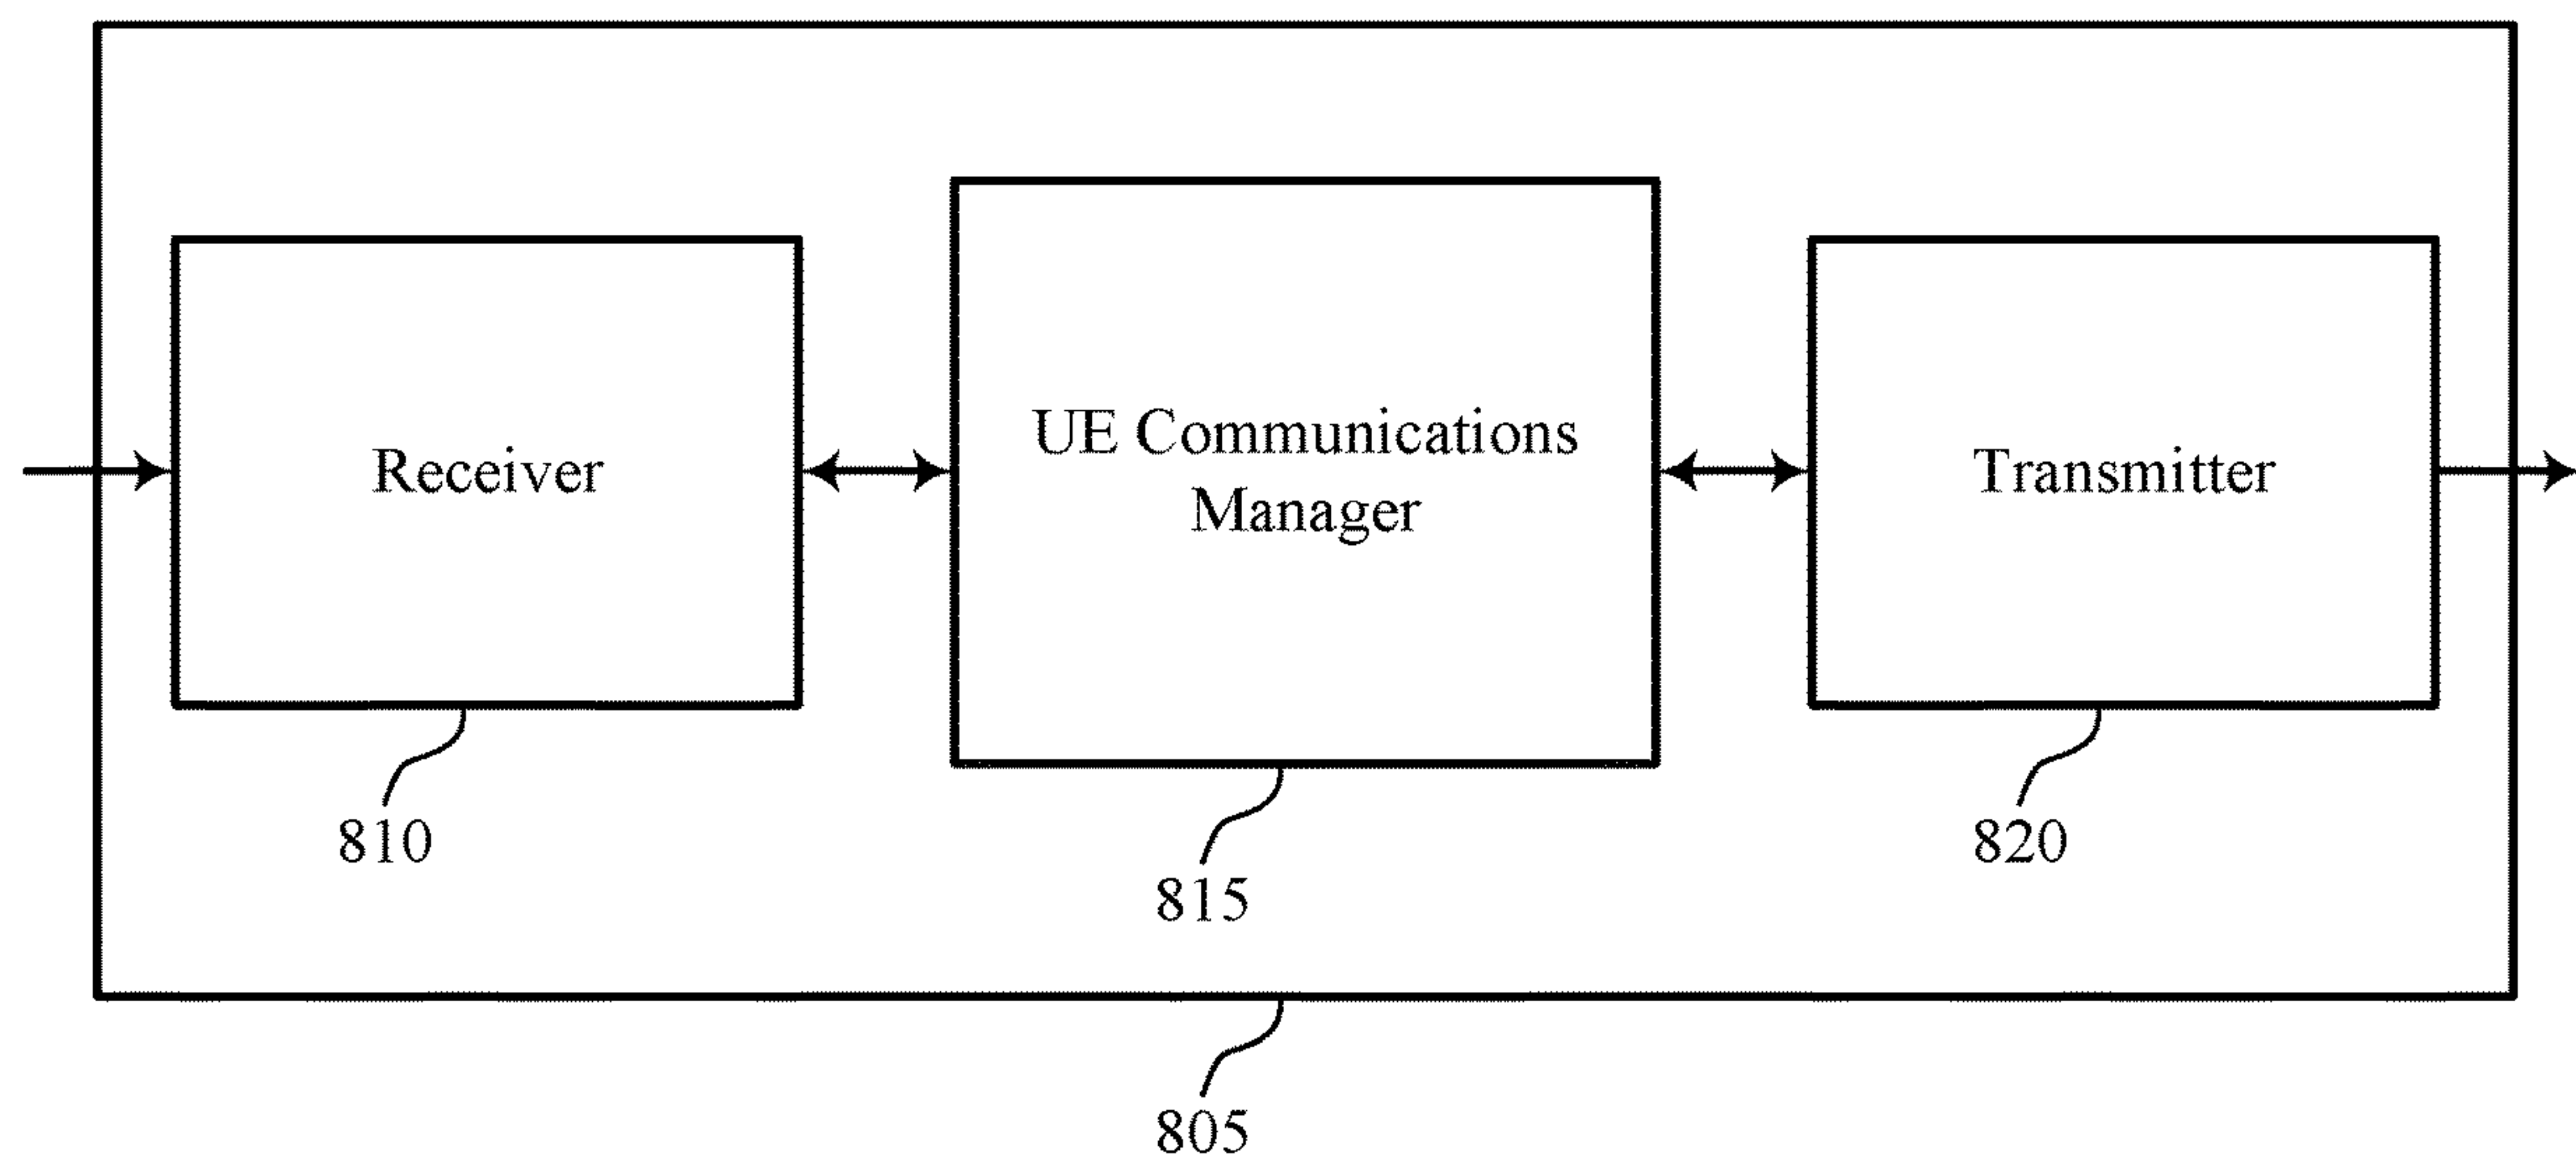 Receiver
UE Communications
Manager
Transmitter
810
815
820
805